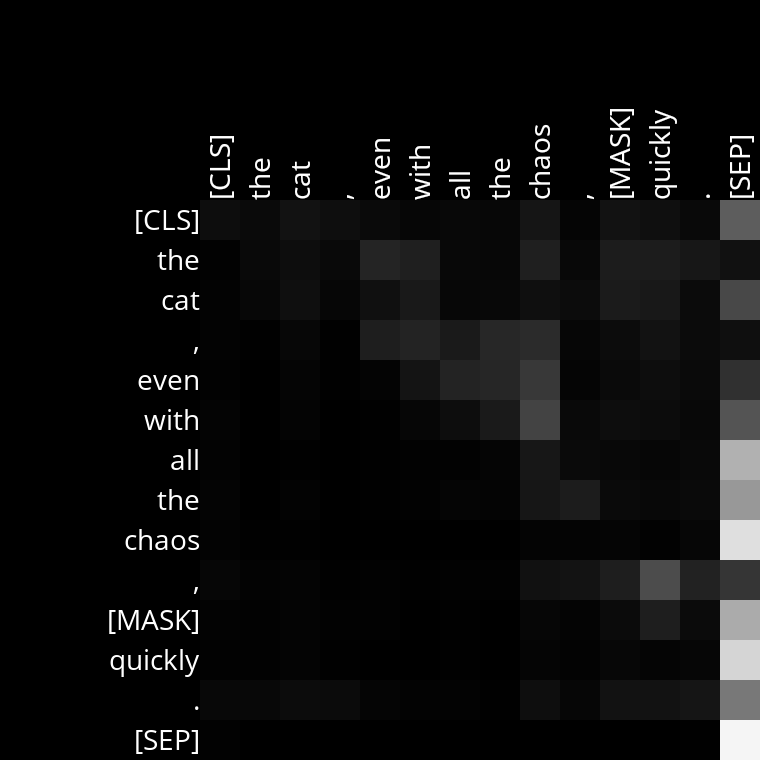 [CLS] the cat , even with all the chaos , [MASK] quickly . [SEP]
[CLS]
the
cat
,
even
with
all
the
chaos
,
[MASK]
quickly
.
[SEP]